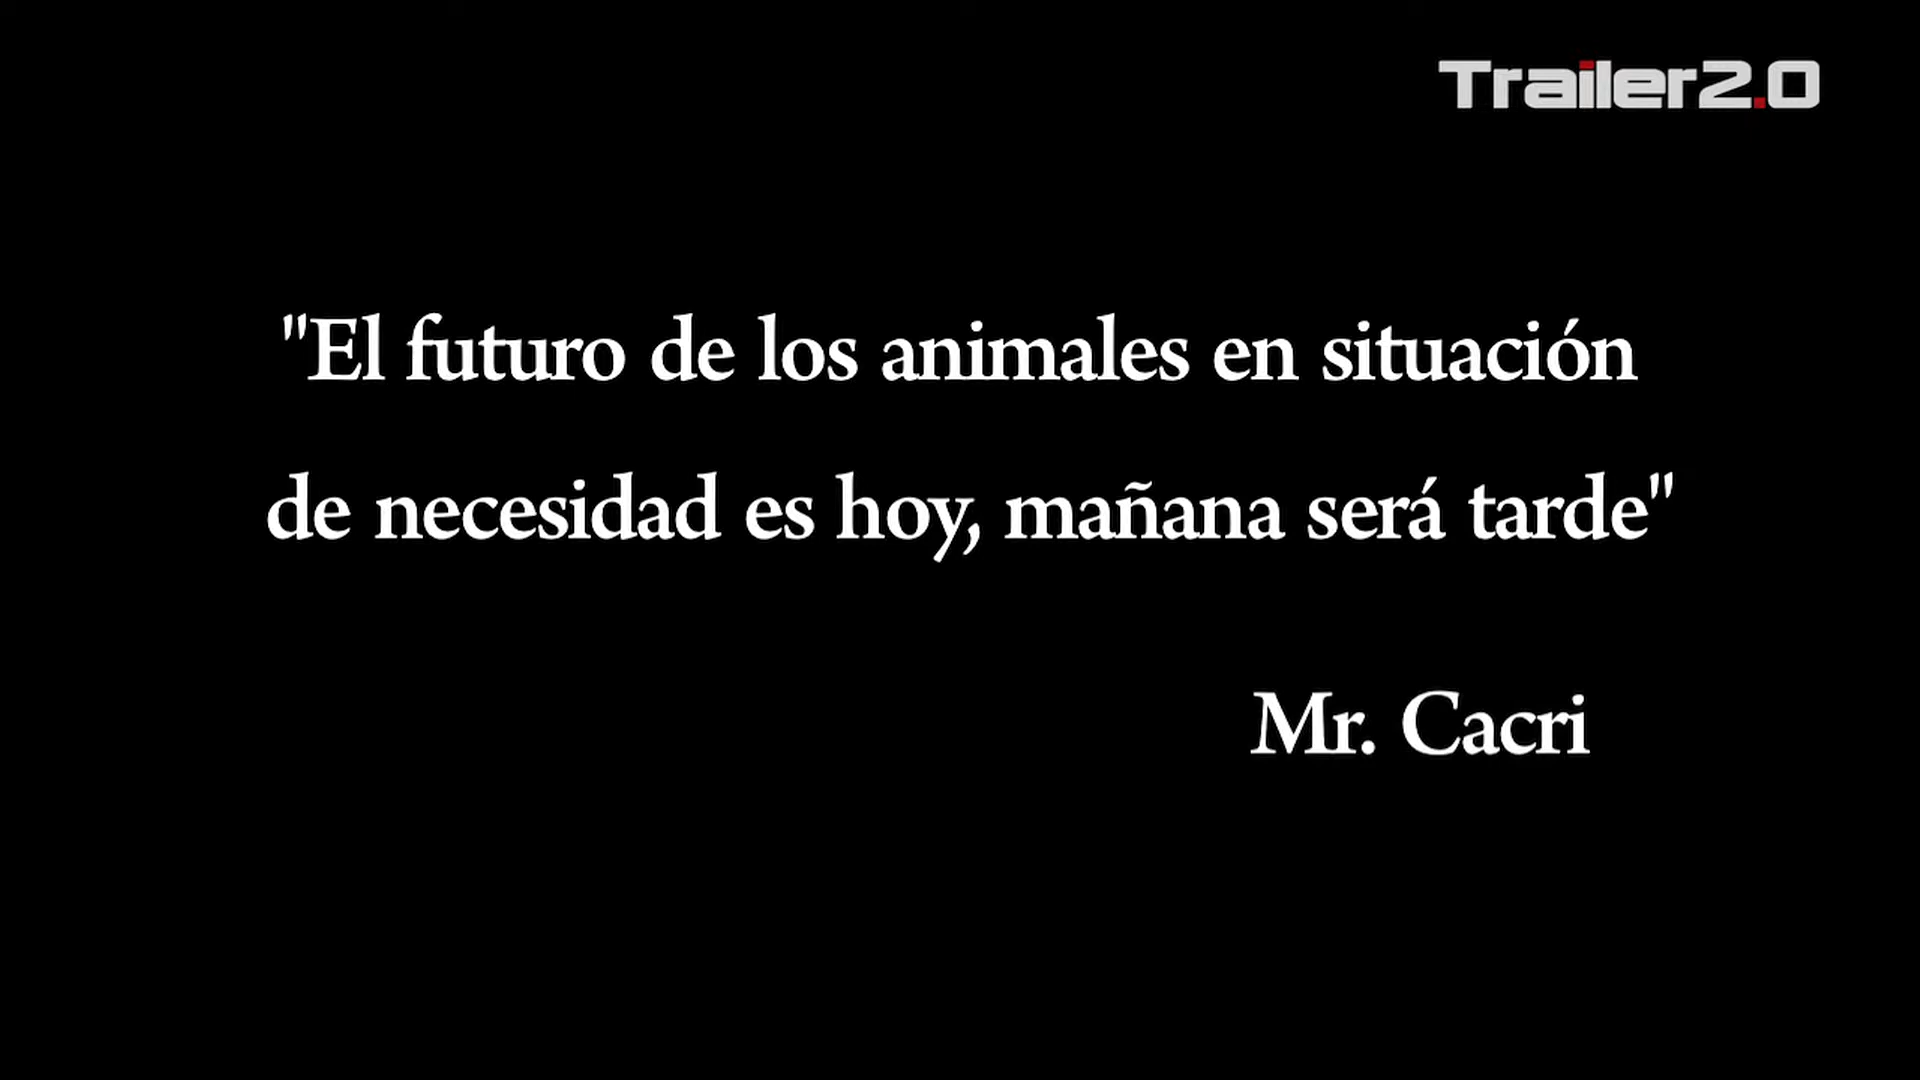 Trailer2.0
"El futuro de los animales en situación
de necesidad es hoy, mañana será tarde"
Mr. Cacri